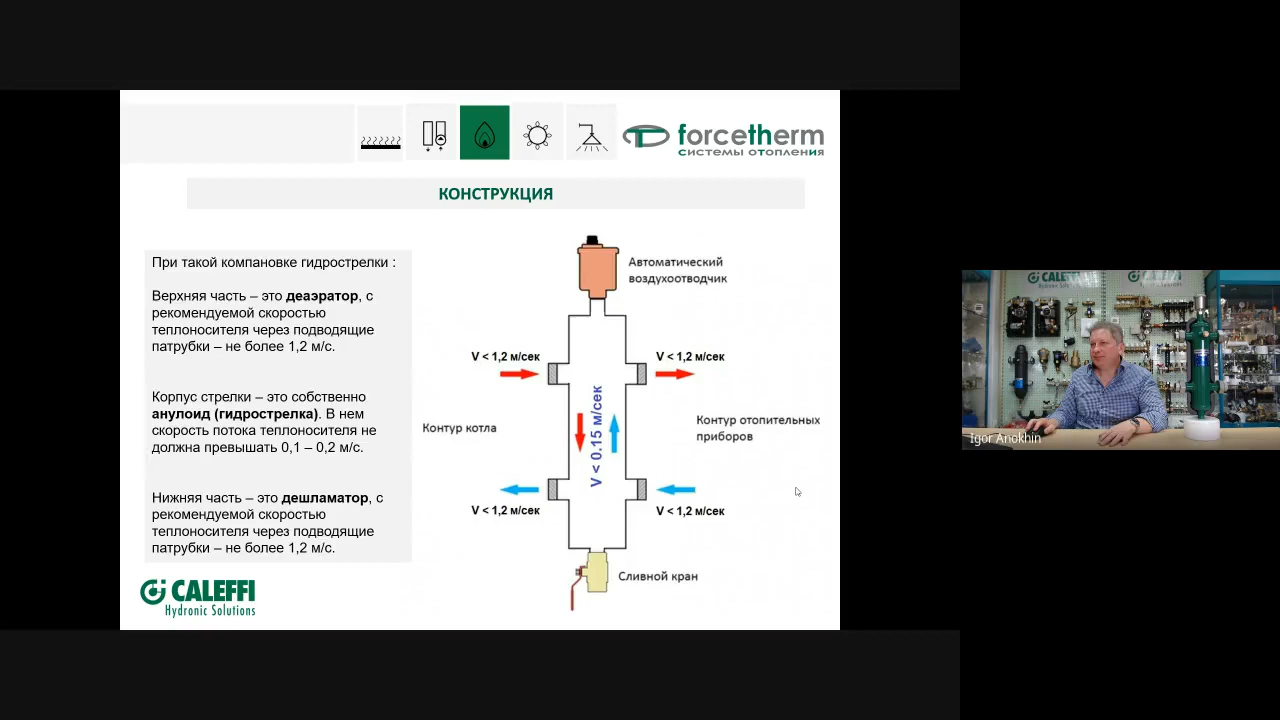 forcetherm
системы отопления
КОНСТРУКЦИЯ
При такой компановке гидрострелки :
Верхняя часть – это деаэратор, с
рекомендуемой скоростью
теплоносителя через подводящие
патрубки – не более 1,2 м/с.
Корпус стрелки – это собственно
анулоид (гидрострелка). В нем
скорость потока теплоносителя не
должна превышать 0,1 – 0,2 м/с.
Нижняя часть – это дешламатор, с
рекомендуемой скоростью
теплоносителя через подводящие
патрубки – не более 1,2 м/с.
Автоматический
воздухоотводчик
V < 1,2 м/сек
V < 1,2 м/сек
V < 0.15 м/сек
Контур котла
Контур отопительных
приборов
V < 1,2 м/сек
V < 1,2 м/сек
Сливной кран
CALEFFI
Hydronic Solutions
CALEFFI
CALEFFI
Igor Anokhin